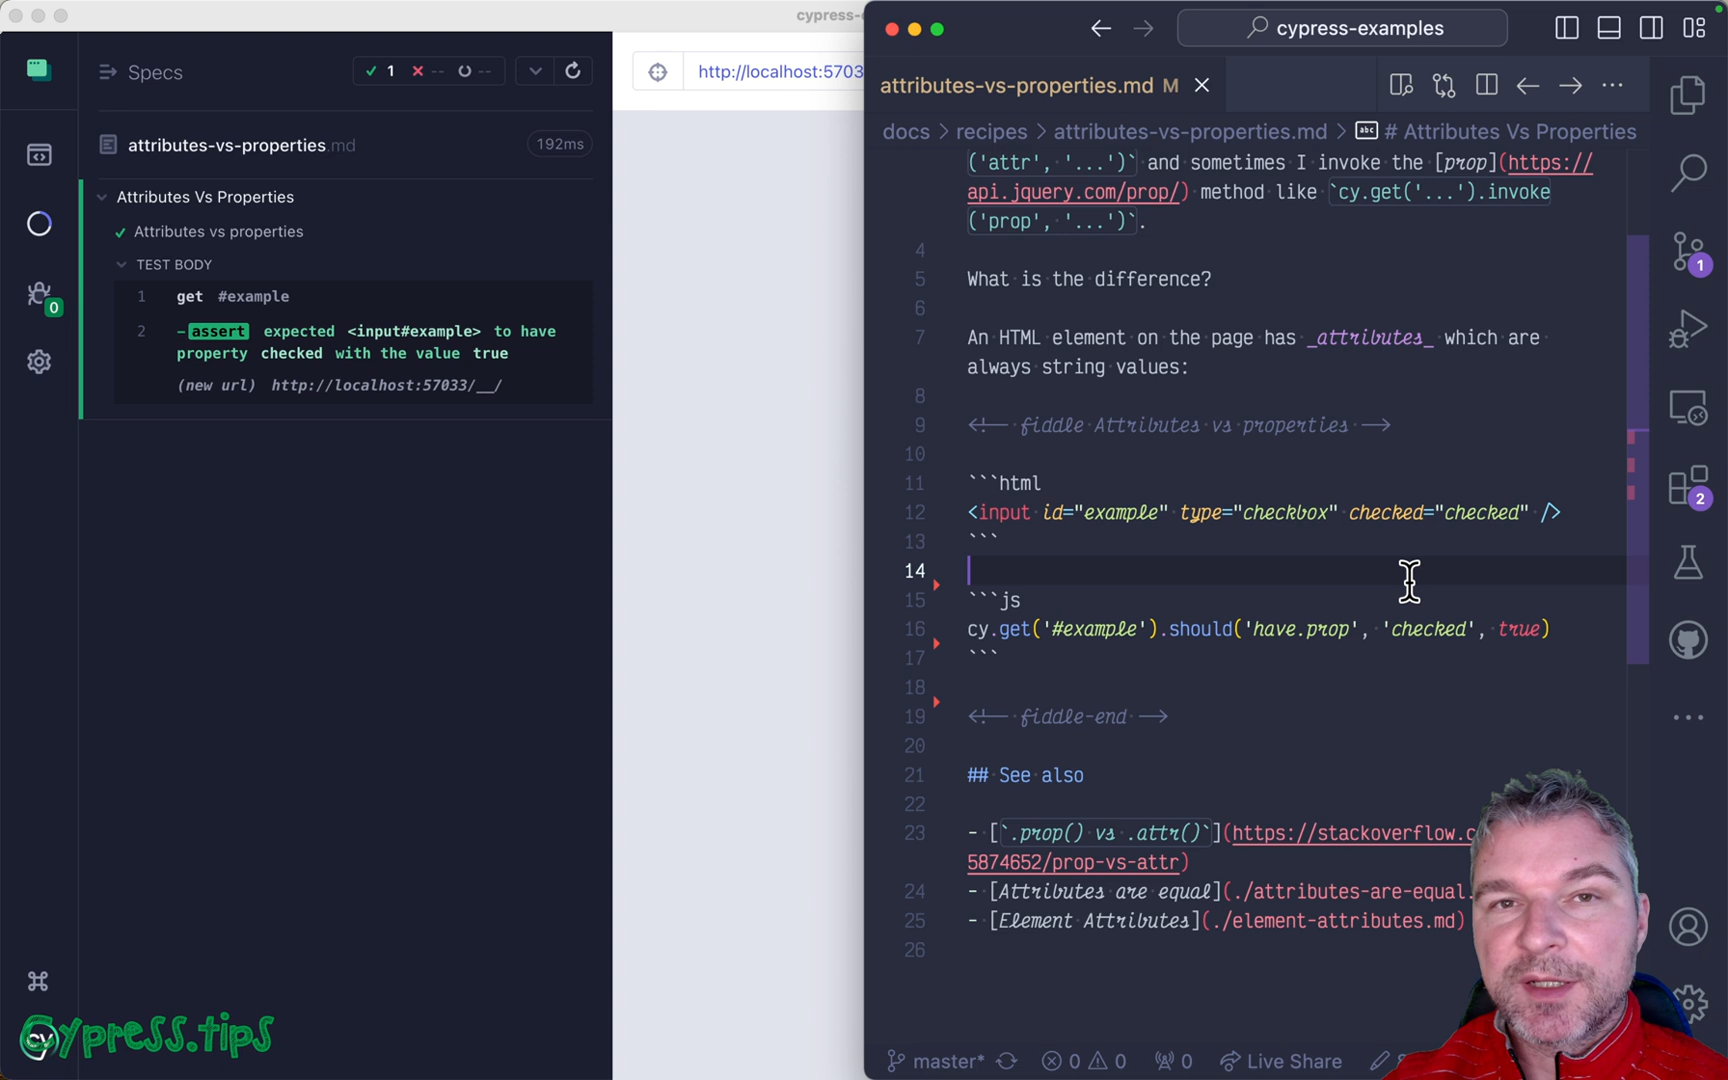 cypress-e
Specs
1 -- --
attributes-vs-properties.md
192ms
Attributes Vs Properties
Attributes vs properties
TEST BODY
1 get #example
2 -assert expected <input#example> to have
property checked with the value true
(new url) http://localhost:57033/__/
0
Cypress.tips
cy
http://localhost:5703
cypress-examples
attributes-vs-properties.md M
docs > recipes > attributes-vs-properties.md > abc # Attributes Vs Properties
('attr', '...')` and sometimes I invoke the [prop](https://
api.jquery.com/prop/) method like `cy.get('...').invoke
('prop', '...')`.
4
5 What is the difference?
6
7 An HTML element on the page has _attributes_ which are
always string values:
8
9 <!-- fiddle Attributes vs properties -->
10
11 ```html
12 <input id="example" type="checkbox" checked="checked" />
13 ```
14
15 ```js
16 cy.get('#example').should('have.prop', 'checked', true)
17 ```
18
19 <!-- fiddle-end -->
20
21 ## See also
22
23 - [`.prop() vs .attr()`](https://stackoverflow.c
5874652/prop-vs-attr)
24 - [Attributes are equal](./attributes-are-equal.
25 - [Element Attributes](./element-attributes.md)
26
1
2
master* 0 0 0 Live Share